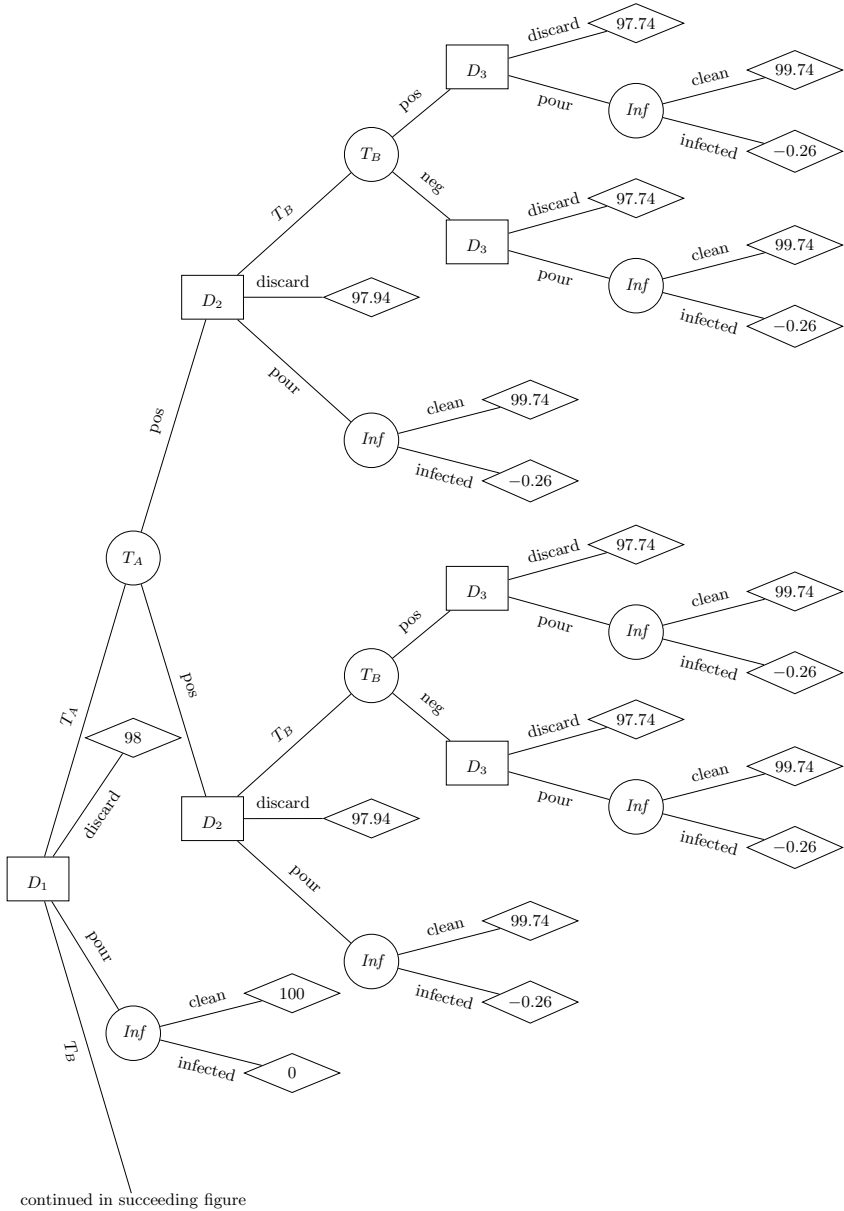 discard
97.74
D3
pour
Inf
clean
99.74
infected
−0.26
pos
TB
neg
discard
97.74
D3
pour
Inf
clean
99.74
infected
−0.26
TB
D2
discard
97.94
pour
Inf
clean
99.74
infected
−0.26
pos
TA
pos
discard
97.74
D3
pour
Inf
clean
99.74
infected
−0.26
pos
TB
neg
discard
97.74
D3
pour
Inf
clean
99.74
infected
−0.26
TB
D2
discard
97.94
pour
Inf
clean
99.74
infected
−0.26
TA
98
discard
D1
pour
Inf
clean
100
infected
0
TB
continued in succeeding figure